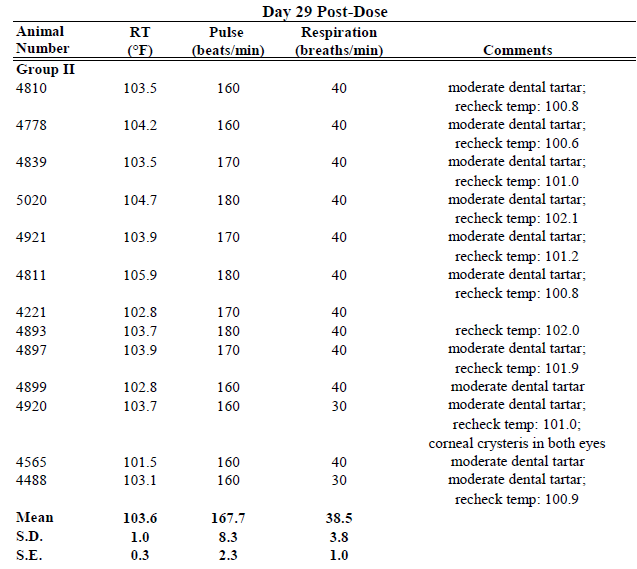 Day 29 Post-Dose
Animal RT Pulse Respiration
Number (°F) (beats/min) (breaths/min) Comments
Group II
4810 103.5 160 40 moderate dental tartar;
recheck temp: 100.8
4778 104.2 160 40 moderate dental tartar;
recheck temp: 100.6
4839 103.5 170 40 moderate dental tartar;
recheck temp: 101.0
5020 104.7 180 40 moderate dental tartar;
recheck temp: 102.1
4921 103.9 170 40 moderate dental tartar;
recheck temp: 101.2
4811 105.9 180 40 moderate dental tartar;
recheck temp: 100.8
4221 102.8 170 40
4893 103.7 180 40 recheck temp: 102.0
4897 103.9 170 40 moderate dental tartar;
recheck temp: 101.9
4899 102.8 160 40 moderate dental tartar
4920 103.7 160 30 moderate dental tartar;
recheck temp: 101.0;
corneal crysteris in both eyes
4565 101.5 160 40 moderate dental tartar
4488 103.1 160 30 moderate dental tartar;
recheck temp: 100.9
Mean 103.6 167.7 38.5
S.D. 1.0 8.3 3.8
S.E. 0.3 2.3 1.0